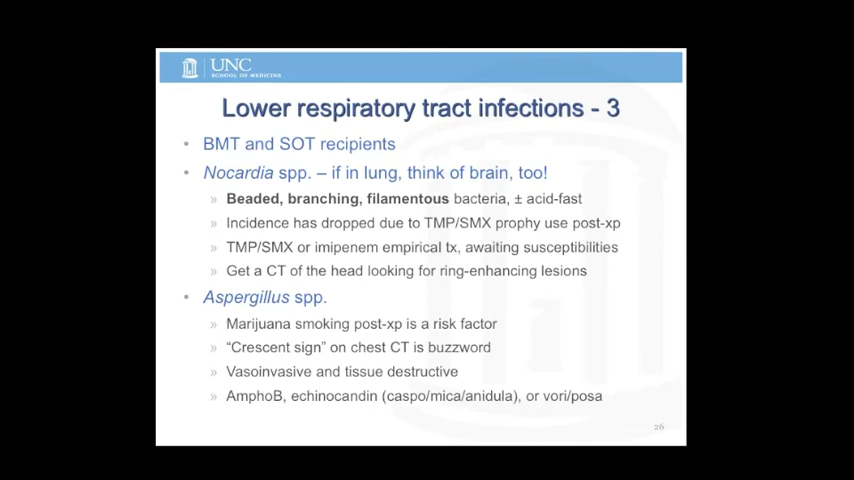 UNC
SCHOOL OF MEDICINE
Lower respiratory tract infections - 3
• BMT and SOT recipients
• Nocardia spp. – if in lung, think of brain, too!
» Beaded, branching, filamentous bacteria, ± acid-fast
» Incidence has dropped due to TMP/SMX prophy use post-xp
» TMP/SMX or imipenem empirical tx, awaiting susceptibilities
» Get a CT of the head looking for ring-enhancing lesions
• Aspergillus spp.
» Marijuana smoking post-xp is a risk factor
» “Crescent sign” on chest CT is buzzword
» Vasoinvasive and tissue destructive
» AmphoB, echinocandin (caspo/mica/anidula), or vori/posa
26